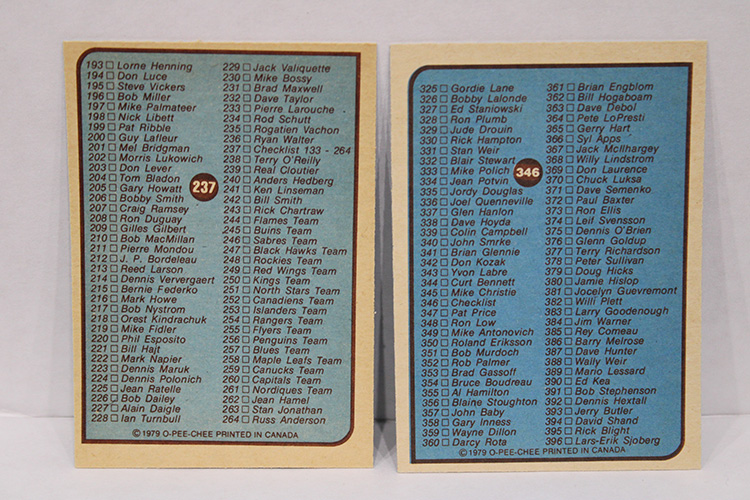 193 □ Lorne Henning
194 □ Don Luce
195 □ Steve Vickers
196 □ Bob Miller
197 □ Mike Palmateer
198 □ Nick Libett
199 □ Pat Ribble
200 □ Guy Lafleur
201 □ Mel Bridgman
202 □ Morris Lukowich
203 □ Don Lever
204 □ Tom Bladon
205 □ Gary Howatt
206 □ Bobby Smith
207 □ Craig Ramsey
208 □ Ron Duguay
209 □ Gilles Gilbert
210 □ Bob MacMillan
211 □ Pierre Mondou
212 □ J. P. Bordeleau
213 □ Reed Larson
214 □ Dennis Ververgaert
215 □ Bernie Federko
216 □ Mark Howe
217 □ Bob Nystrom
218 □ Orest Kindrachuk
219 □ Mike Fidler
220 □ Phil Esposito
221 □ Bill Hajt
222 □ Mark Napier
223 □ Dennis Maruk
224 □ Dennis Polonich
225 □ Jean Ratelle
226 □ Bob Dailey
227 □ Alain Daigle
228 □ Ian Turnbull
237
229 □ Jack Valiquette
230 □ Mike Bossy
231 □ Brad Maxwell
232 □ Dave Taylor
233 □ Pierre Larouche
234 □ Rod Schutt
235 □ Rogatien Vachon
236 □ Ryan Walter
237 □ Checklist 133 - 264
238 □ Terry O'Reilly
239 □ Real Cloutier
240 □ Anders Hedberg
241 □ Ken Linseman
242 □ Bill Smith
243 □ Rick Chartraw
244 □ Flames Team
245 □ Bruins Team
246 □ Sabres Team
247 □ Black Hawks Team
248 □ Rockies Team
249 □ Red Wings Team
250 □ Kings Team
251 □ North Stars Team
252 □ Canadiens Team
253 □ Islanders Team
254 □ Rangers Team
255 □ Flyers Team
256 □ Penguins Team
257 □ Blues Team
258 □ Maple Leafs Team
259 □ Canucks Team
260 □ Capitals Team
261 □ Nordiques Team
262 □ Jean Hamel
263 □ Stan Jonathan
264 □ Russ Anderson
© 1979 O-PEE-CHEE PRINTED IN CANADA
325 □ Gordie Lane
326 □ Bobby Lalonde
327 □ Ed Staniowski
328 □ Ron Plumb
329 □ Jude Drouin
330 □ Rick Hampton
331 □ Stan Weir
332 □ Blair Stewart
333 □ Mike Polich
334 □ Jean Potvin
335 □ Jordy Douglas
336 □ Joel Quenneville
337 □ Glen Hanlon
338 □ Dave Hoyda
339 □ Colin Campbell
340 □ John Smrke
341 □ Brian Glennie
342 □ Don Kozak
343 □ Yvon Labre
344 □ Curt Bennett
345 □ Mike Christie
346 □ Checklist
347 □ Pat Price
348 □ Ron Low
349 □ Mike Antonovich
350 □ Roland Eriksson
351 □ Bob Murdoch
352 □ Rob Palmer
353 □ Brad Gassoff
354 □ Bruce Boudreau
355 □ Al Hamilton
356 □ Blaine Stoughton
357 □ John Baby
358 □ Gary Inness
359 □ Wayne Dillon
360 □ Darcy Rota
346
361 □ Brian Engblom
362 □ Bill Hogaboam
363 □ Dave Debol
364 □ Pete LoPresti
365 □ Gerry Hart
366 □ Syl Apps
367 □ Jack McIlhargey
368 □ Willy Lindstrom
369 □ Don Laurence
370 □ Chuck Luksa
371 □ Dave Semenko
372 □ Paul Baxter
373 □ Ron Ellis
374 □ Leif Svensson
375 □ Dennis O'Brien
376 □ Glenn Goldup
377 □ Terry Richardson
378 □ Peter Sullivan
379 □ Doug Hicks
380 □ Jamie Hislop
381 □ Jocelyn Guevremont
382 □ Willi Plett
383 □ Larry Goodenough
384 □ Jim Warner
385 □ Rey Comeau
386 □ Barry Melrose
387 □ Dave Hunter
388 □ Wally Weir
389 □ Mario Lessard
390 □ Ed Kea
391 □ Bob Stephenson
392 □ Dennis Hextall
393 □ Jerry Butler
394 □ David Shand
395 □ Rick Blight
396 □ Lars-Erik Sjoberg
© 1979 O-PEE-CHEE PRINTED IN CANADA